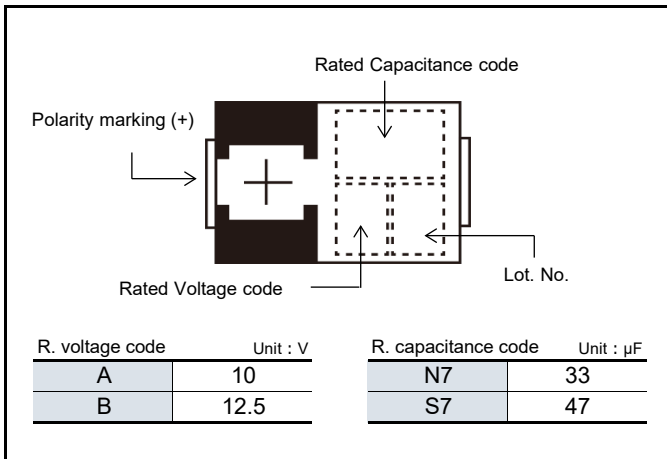 Rated Capacitance code
Polarity marking (+)
Rated Voltage code
Lot. No.
R. voltage code Unit : V
A 10
B 12.5
R. capacitance code Unit : µF
N7 33
S7 47